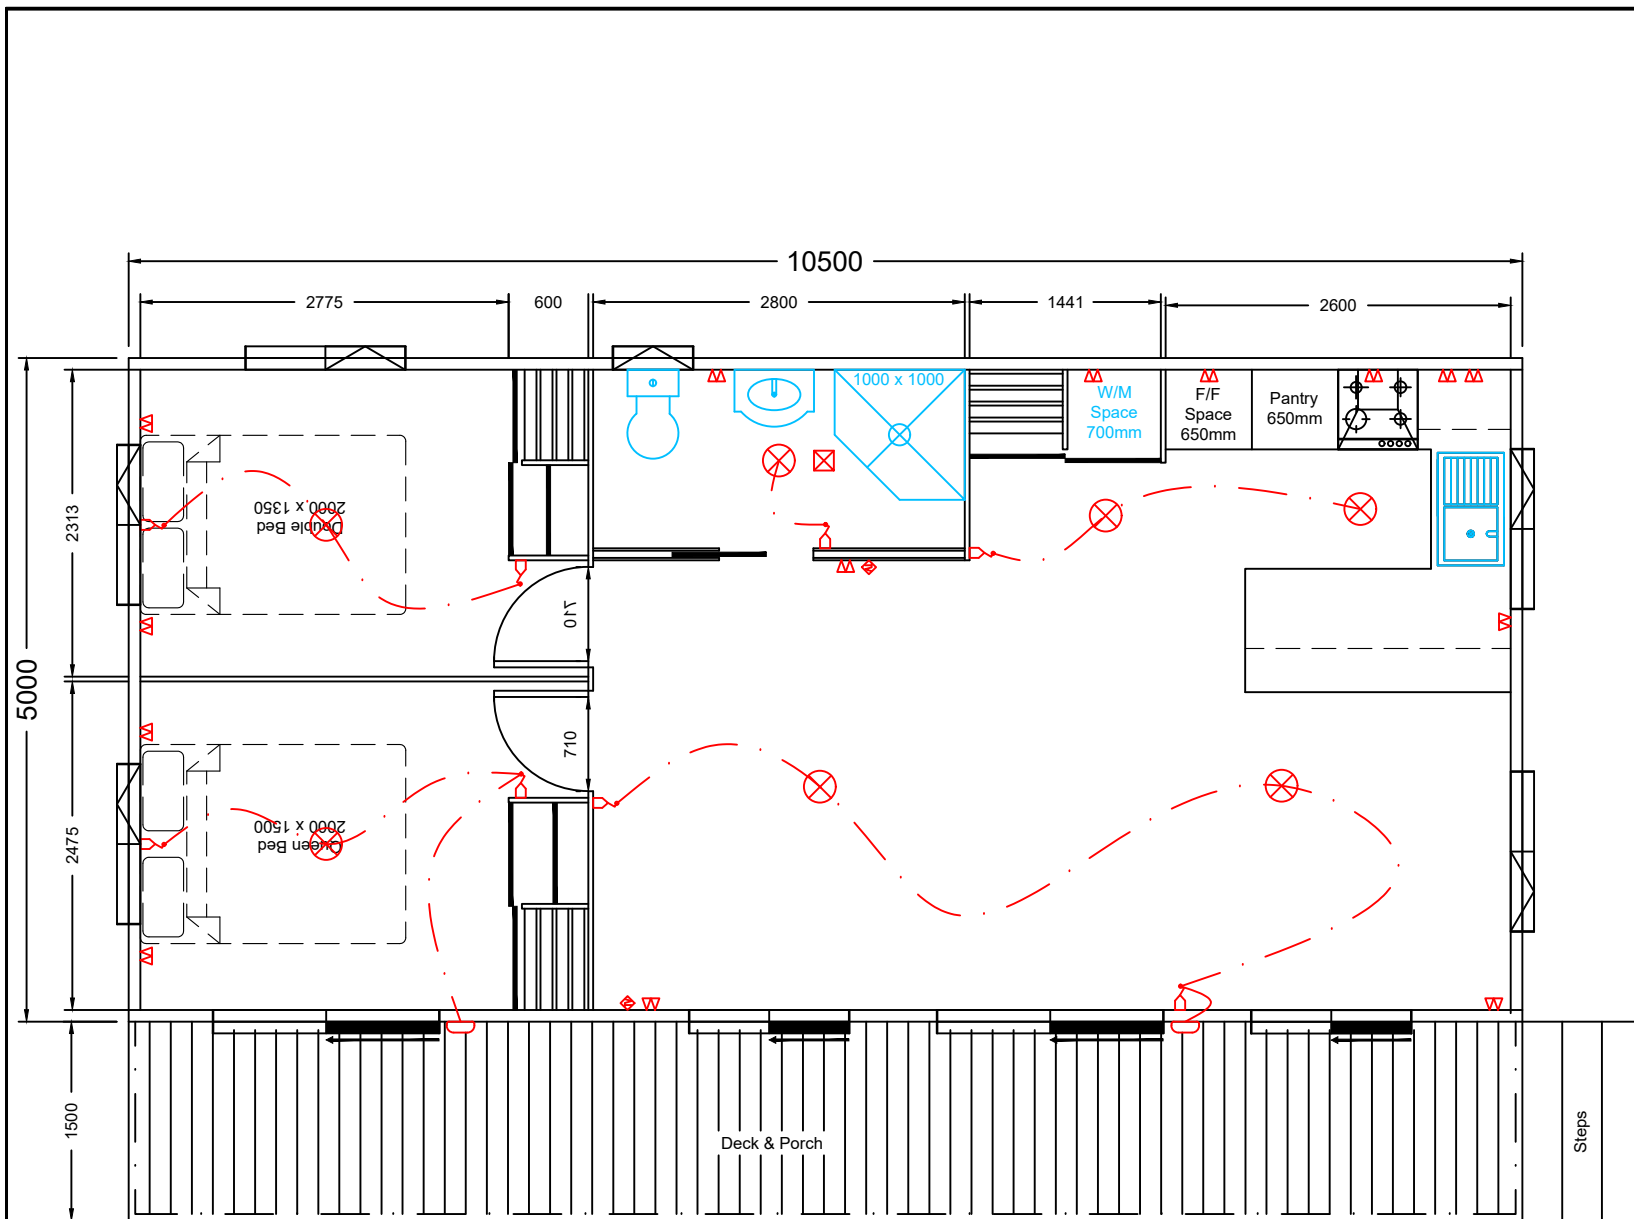 10500
2775
600
2800
1441
2600
1000 x 1000
W/M
Space
700mm
F/F
Space
650mm
Pantry
650mm
2313
Double Bed
2000 x 1350
710
5000
710
2475
Queen Bed
2000 x 1500
1500
Deck & Porch
Steps